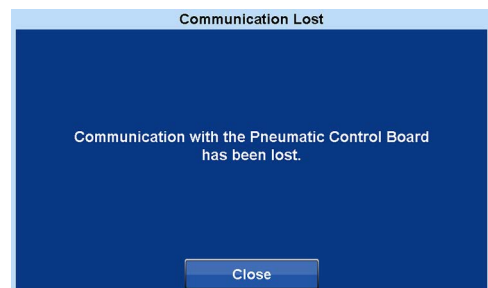 Communication Lost
Communication with the Pneumatic Control Board
has been lost.
Close